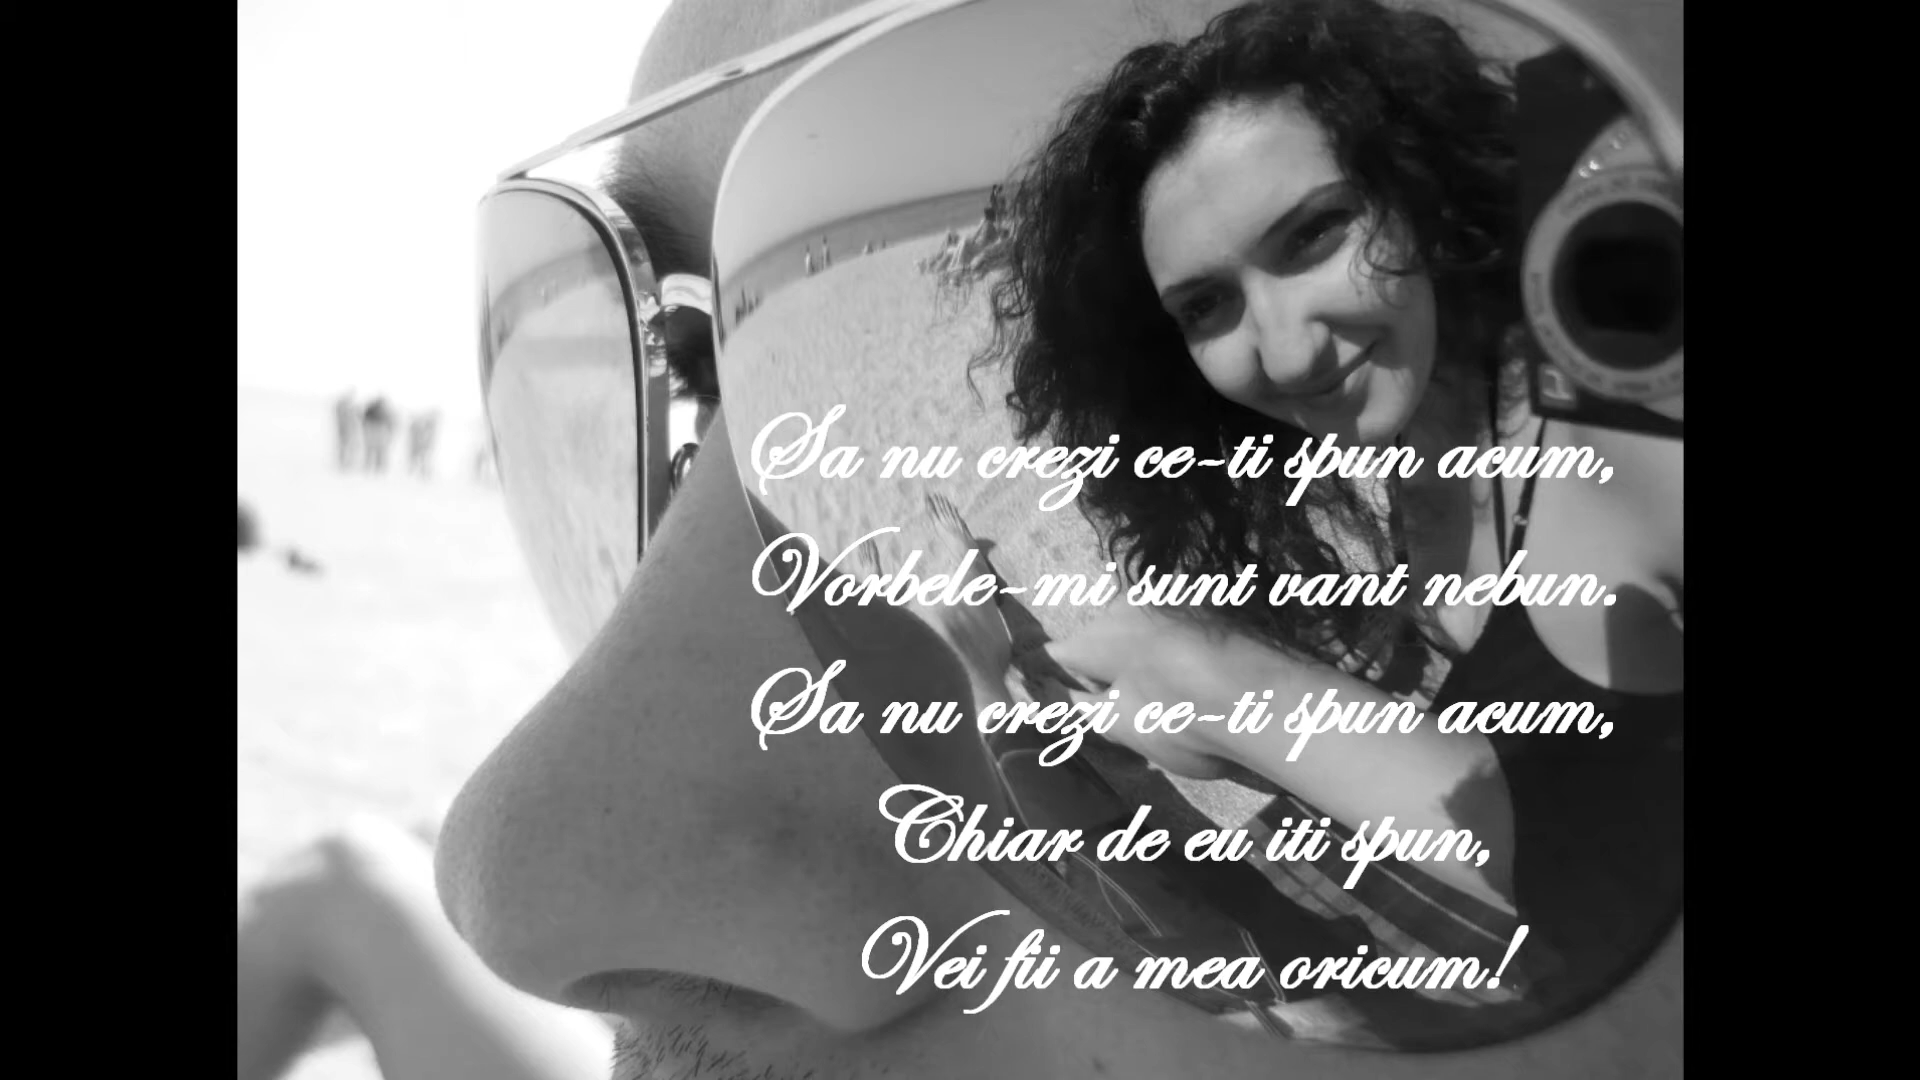 Sa nu crezi ce-ti spun acum,
Vorbele-mi sunt vant nebun.
Sa nu crezi ce-ti spun acum,
Chiar de eu iti spun,
Vei fii a mea oricum!